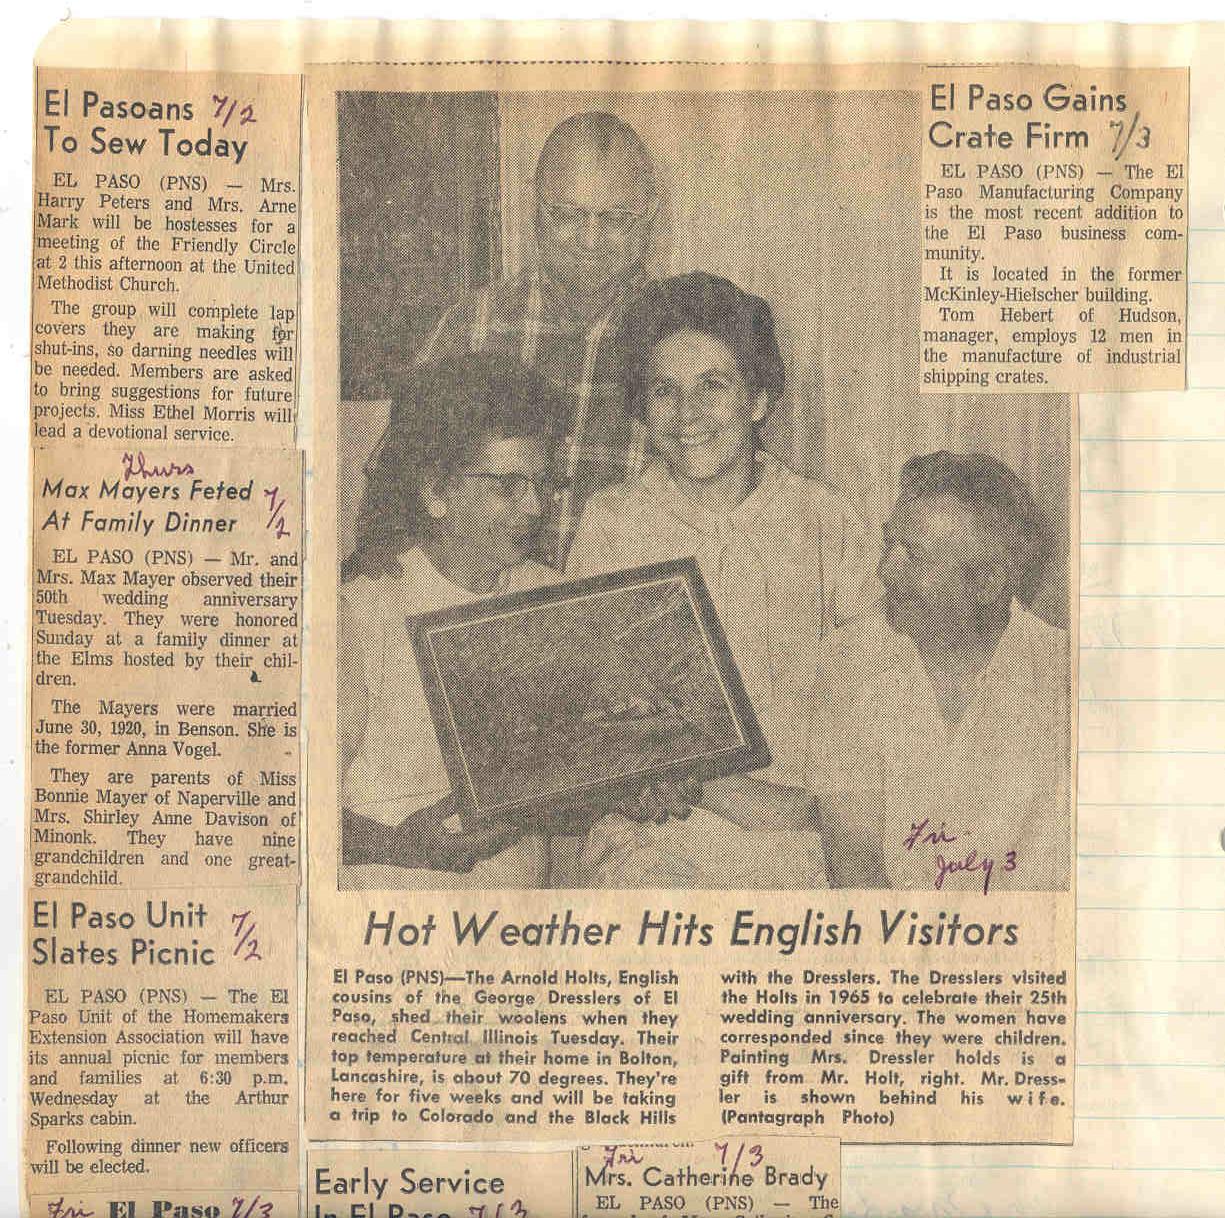 El Pasoans 7/2
To Sew Today
EL PASO (PNS) — Mrs.
Harry Peters and Mrs. Arne
Mark will be hostesses for a
meeting of the Friendly Circle
at 2 this afternoon at the United
Methodist Church.
The group will complete lap
covers they are making for
shut-ins, so darning needles will
be needed. Members are asked
to bring suggestions for future
projects. Miss Ethel Morris will
lead a devotional service.
Thurs
Max Mayers Feted 7/2
At Family Dinner
EL PASO (PNS) — Mr. and
Mrs. Max Mayer observed their
50th wedding anniversary
Tuesday. They were honored
Sunday at a family dinner at
the Elms hosted by their chil-
dren.
The Mayers were married
June 30, 1920, in Benson. She is
the former Anna Vogel.
They are parents of Miss
Bonnie Mayer of Naperville and
Mrs. Shirley Anne Davison of
Minonk. They have nine
grandchildren and one great-
grandchild.
El Paso Unit 7/2
Slates Picnic
EL PASO (PNS) — The El
Paso Unit of the Homemakers
Extension Association will have
its annual picnic for members
and families at 6:30 p.m.
Wednesday at the Arthur
Sparks cabin.
Following dinner new officers
will be elected.
Fri El Paso 7/3
El Paso Gains
Crate Firm 7/3
EL PASO (PNS) — The El
Paso Manufacturing Company
is the most recent addition to
the El Paso business com-
munity.
It is located in the former
McKinley-Hielscher building.
Tom Hebert of Hudson,
manager, employs 12 men in
the manufacture of industrial
shipping crates.
Fri
July 3
Hot Weather Hits English Visitors
El Paso (PNS)—The Arnold Holts, English
cousins of the George Dresslers of El
Paso, shed their woolens when they
reached Central Illinois Tuesday. Their
top temperature at their home in Bolton,
Lancashire, is about 70 degrees. They're
here for five weeks and will be taking
a trip to Colorado and the Black Hills
with the Dresslers. The Dresslers visited
the Holts in 1965 to celebrate their 25th
wedding anniversary. The women have
corresponded since they were children.
Painting Mrs. Dressler holds is a
gift from Mr. Holt, right. Mr. Dress-
ler is shown behind his wife.
(Pantagraph Photo)
Early Service
In El Paso 7/3
Fri 7/3
Mrs. Catherine Brady
EL PASO (PNS) — The